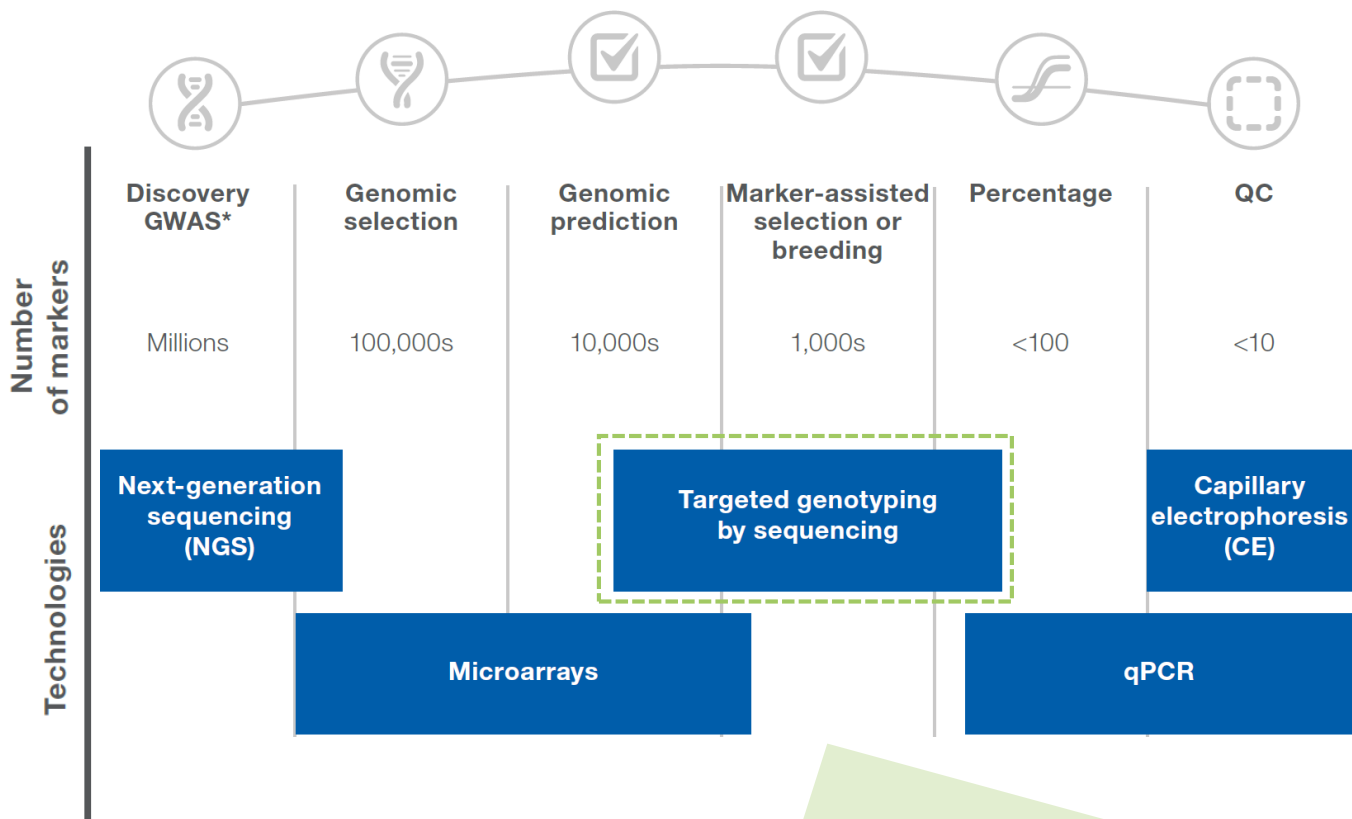 Discovery
GWAS*
Genomic
selection
Genomic
prediction
Marker-assisted
selection or
breeding
Percentage
QC
Number
of markers
Millions
100,000s
10,000s
1,000s
<100
<10
Technologies
Next-generation
sequencing
(NGS)
Targeted genotyping
by sequencing
Capillary
electrophoresis
(CE)
Microarrays
qPCR